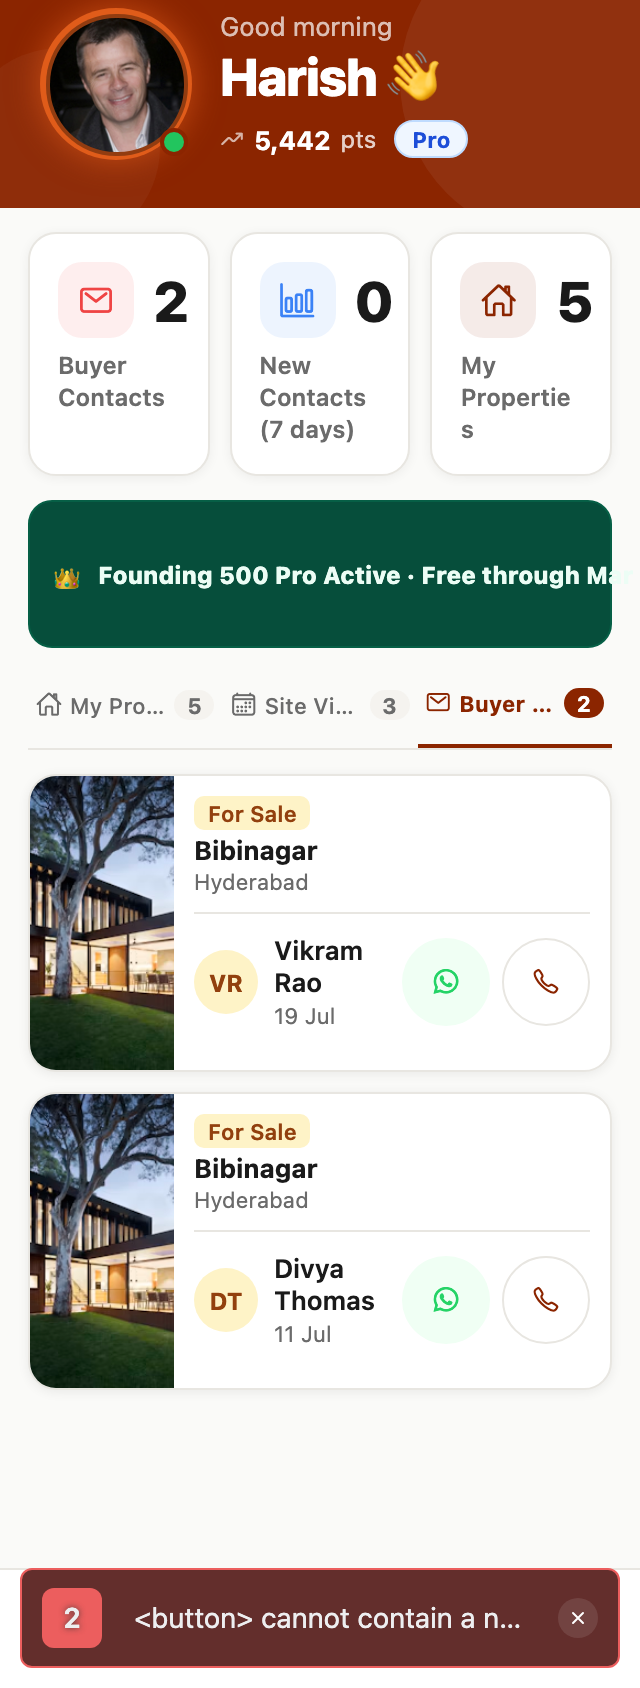 Good morning
Harish 👋
5,442 pts Pro
2
Buyer
Contacts
0
New
Contacts
(7 days)
5
My
Propertie
s
👑 Founding 500 Pro Active · Free through Mar
My Pro... 5
Site Vi... 3
Buyer ... 2
For Sale
Bibinagar
Hyderabad
VR
Vikram
Rao
19 Jul
For Sale
Bibinagar
Hyderabad
DT
Divya
Thomas
11 Jul
2 <button> cannot contain a n...